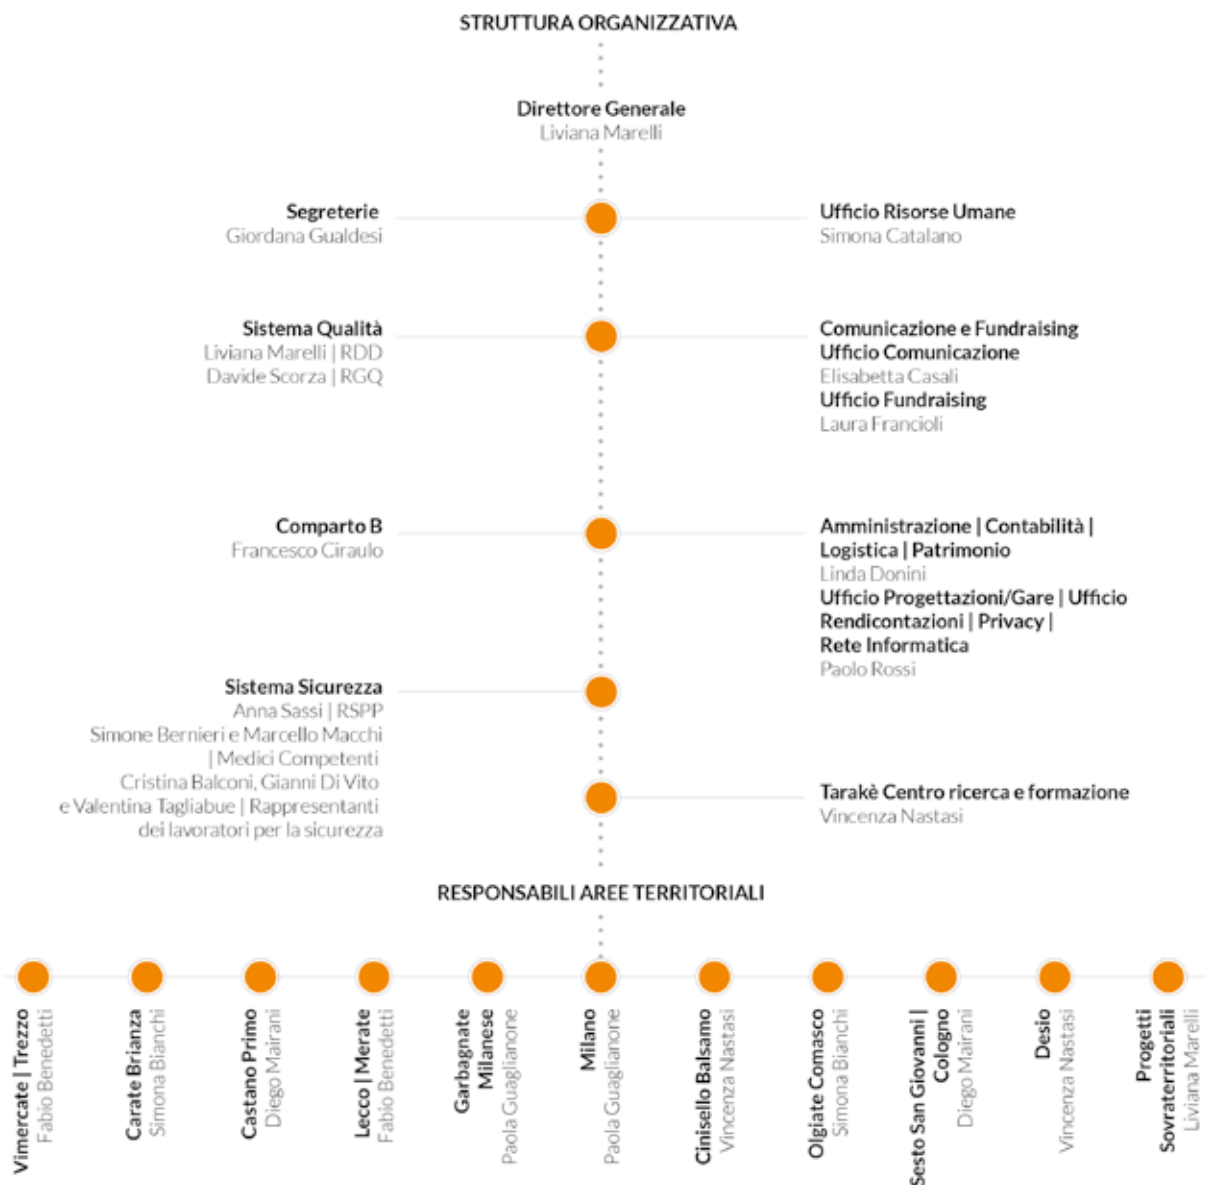 STRUTTURA ORGANIZZATIVA
Direttore Generale
Liviana Marelli
Segreterie
Giordana Gualdesi
Ufficio Risorse Umane
Simona Catalano
Sistema Qualità
Liviana Marelli | RDD
Davide Scorza | RGQ
Comunicazione e Fundraising
Ufficio Comunicazione
Elisabetta Casali
Ufficio Fundraising
Laura Francioli
Comparto B
Francesco Ciraulo
Amministrazione | Contabilità |
Logistica | Patrimonio
Linda Donini
Ufficio Progettazioni/Gare | Ufficio
Rendicontazioni | Privacy |
Rete Informatica
Paolo Rossi
Sistema Sicurezza
Anna Sassi | RSPP
Simone Bernieri e Marcello Macchi
| Medici Competenti
Cristina Balconi, Gianni Di Vito
e Valentina Tagliabue | Rappresentanti
dei lavoratori per la sicurezza
Tarakè Centro ricerca e formazione
Vincenza Nastasi
RESPONSABILI AREE TERRITORIALI
Vimercate | Trezzo
Fabio Benedetti
Carate Brianza
Simona Bianchi
Castano Primo
Diego Mairani
Lecco | Merate
Fabio Benedetti
Garbagnate
Milanese
Paola Guaglianone
Milano
Paola Guaglianone
Cinisello Balsamo
Vincenza Nastasi
Olgiate Comasco
Simona Bianchi
Sesto San Giovanni |
Cologno
Diego Mairani
Desio
Vincenza Nastasi
Progetti
Sovraterritoriali
Liviana Marelli